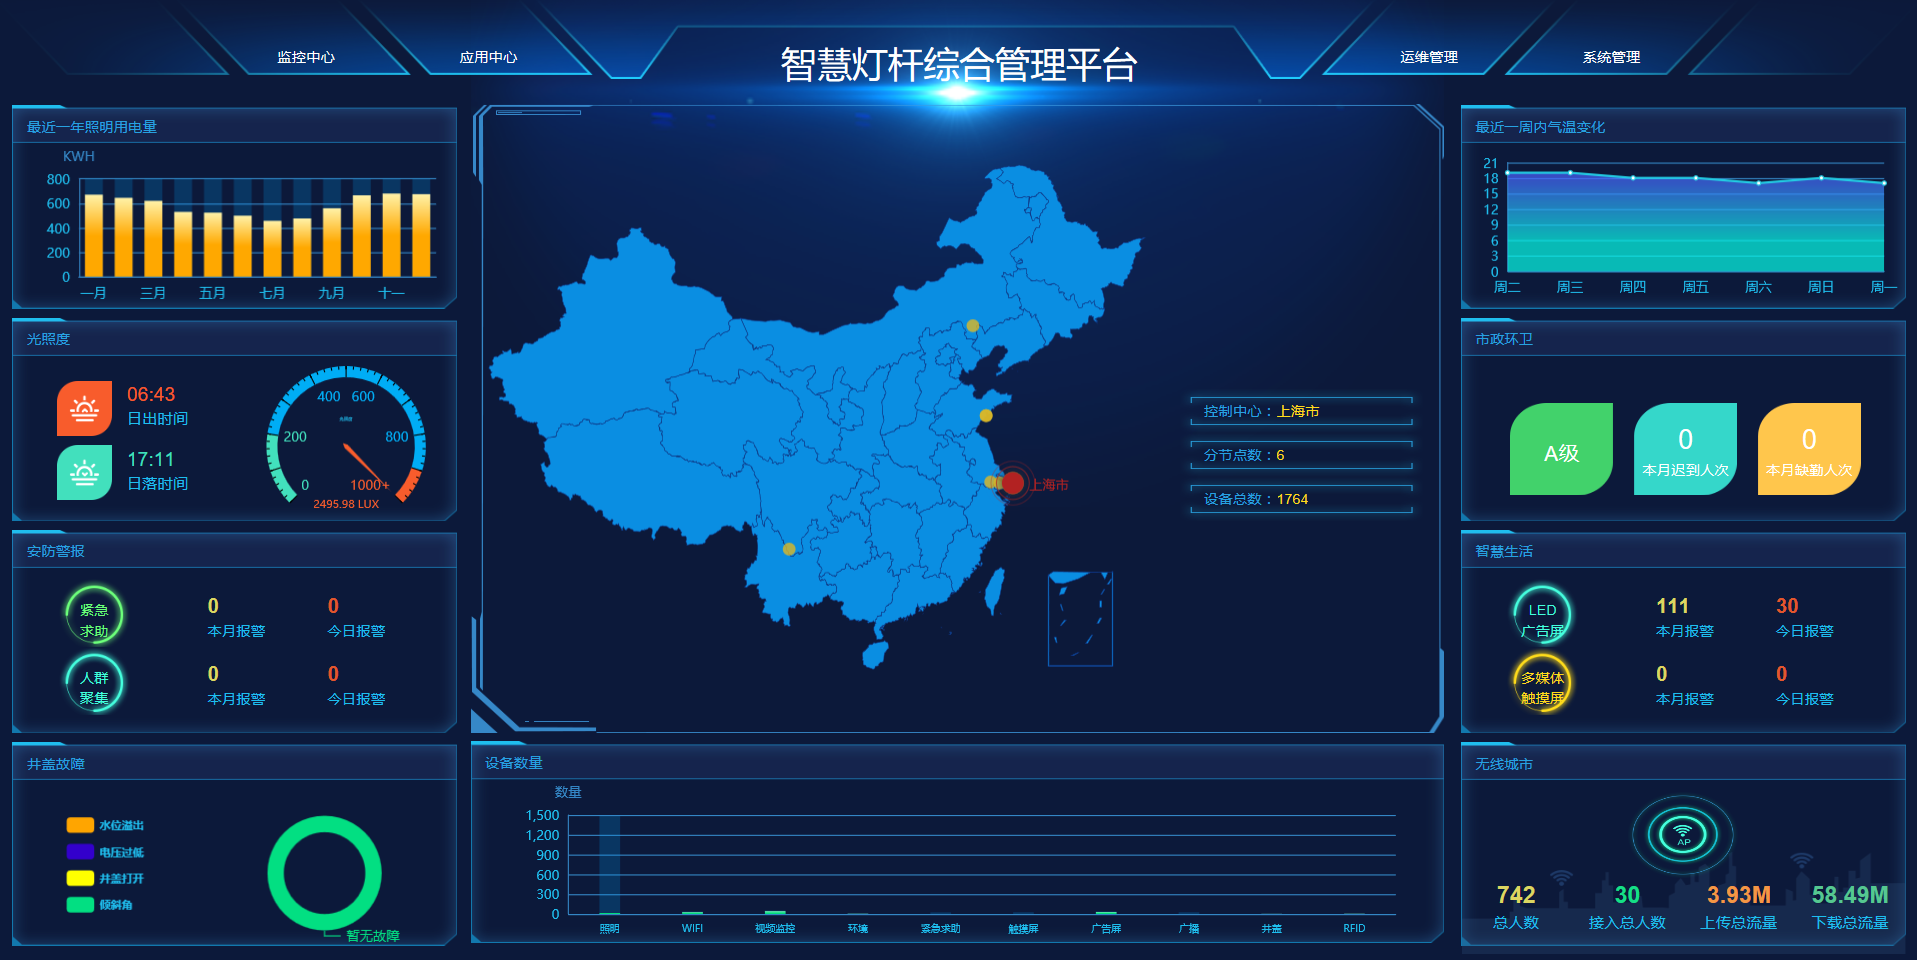 监控中心
应用中心
智慧灯杆综合管理平台
运维管理
系统管理
最近一年照明用电量
KWH
800
600
400
200
0
一月
三月
五月
七月
九月
十一
光照度
06:43
日出时间
17:11
日落时间
0
200
400
600
800
1000+
2495.98 LUX
安防警报
紧急
求助
0
本月报警
0
今日报警
人群
聚集
0
本月报警
0
今日报警
井盖故障
水位溢出
电压过低
井盖打开
倾斜角
暂无故障
上海市
控制中心：上海市
分节点数：6
设备总数：1764
设备数量
数量
1,500
1,200
900
600
300
0
照明
WIFI
视频监控
环境
紧急求助
触摸屏
广告屏
广播
井盖
RFID
最近一周内气温变化
21
18
15
12
9
6
3
0
周二
周三
周四
周五
周六
周日
周一
市政环卫
A级
0
本月迟到人次
0
本月缺勤人次
智慧生活
LED
广告屏
111
本月报警
30
今日报警
多媒体
触摸屏
0
本月报警
0
今日报警
无线城市
AP
742
总人数
30
接入总人数
3.93M
上传总流量
58.49M
下载总流量